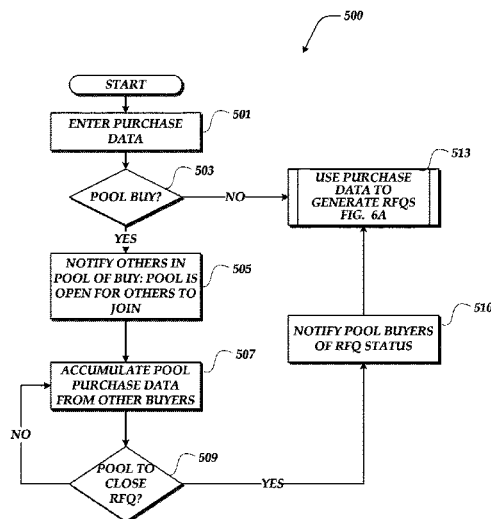 500
START
501
ENTER PURCHASE
DATA
503
POOL BUY?
NO
513
USE PURCHASE
DATA TO
GENERATE RFQS
FIG. 6A
YES
505
NOTIFY OTHERS IN
POOL OF BUY: POOL IS
OPEN FOR OTHERS TO
JOIN
510
NOTIFY POOL BUYERS
OF RFQ STATUS
507
ACCUMULATE POOL
PURCHASE DATA
FROM OTHER BUYERS
NO
509
POOL TO
CLOSE
RFQ?
YES